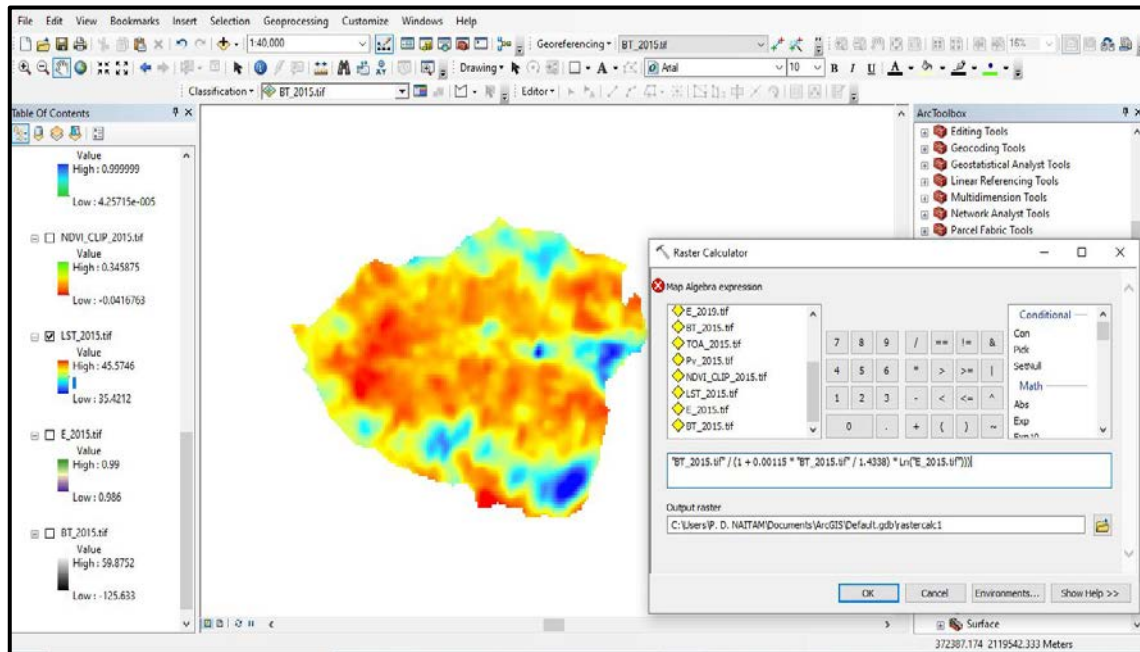 File Edit View Bookmarks Insert Selection Geoprocessing Customize Windows Help
1:40,000 Georeferencing BT_2015.tif 16%
Drawing A Arial 10 B I U A
Classification BT_2015.tif Editor
Table Of Contents
Value
High : 0.999999
Low : 4.25715e-005
NDVI_CLIP_2015.tif
Value
High : 0.345875
Low : -0.0416763
LST_2015.tif
Value
High : 45.5746
Low : 35.4212
E_2015.tif
Value
High : 0.99
Low : 0.986
BT_2015.tif
Value
High : 59.8752
Low : -125.633
ArcToolbox
Editing Tools
Geocoding Tools
Geostatistical Analyst Tools
Linear Referencing Tools
Multidimension Tools
Network Analyst Tools
Parcel Fabric Tools
Raster Calculator
Map Algebra expression
E_2019.tif
BT_2015.tif
TOA_2015.tif
Pv_2015.tif
NDVI_CLIP_2015.tif
LST_2015.tif
E_2015.tif
BT_2015.tif
7 8 9 / == != &
4 5 6 * > >= |
1 2 3 - < <= ^
0 . + ( ) ~
Conditional
Con
Pick
SetNull
Math
Abs
Exp
Exp10
"BT_2015.tif" / (1 + 0.00115 * "BT_2015.tif" / 1.4338) * Ln("E_2015.tif")))
Output raster
C:\Users\P. D. NAITAM\Documents\ArcGIS\Default.gdb\rastercalc1
OK Cancel Environments... Show Help >>
Surface
372387.174 2119542.333 Meters